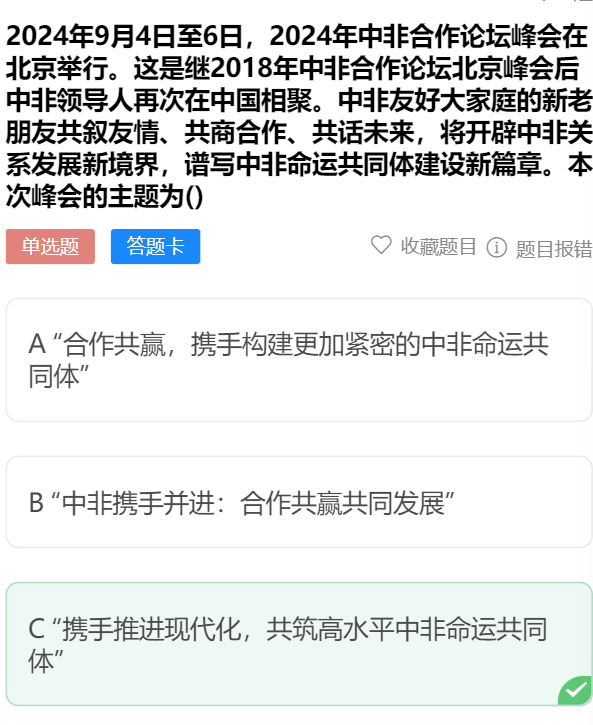 2024年9月4日至6日，2024年中非合作论坛峰会在
北京举行。这是继2018年中非合作论坛北京峰会后
中非领导人再次在中国相聚。中非友好大家庭的新老
朋友共叙友情、共商合作、共话未来，将开辟中非关
系发展新境界，谱写中非命运共同体建设新篇章。本
次峰会的主题为()
单选题 答题卡 收藏题目 题目报错
A “合作共赢，携手构建更加紧密的中非命运共
同体”
B “中非携手并进：合作共赢共同发展”
C “携手推进现代化，共筑高水平中非命运共同
体”